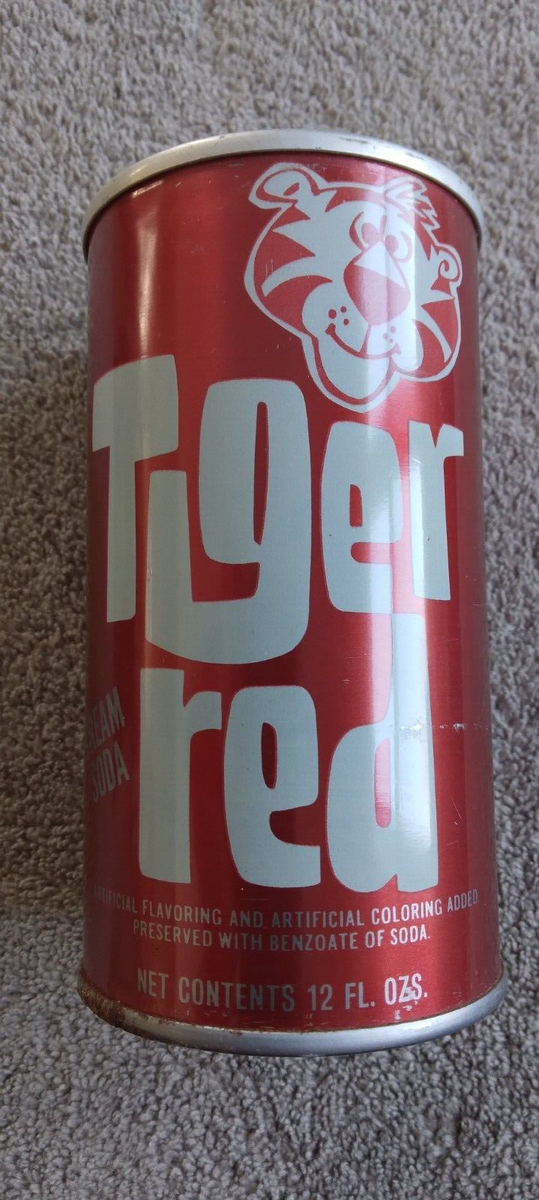 Tiger
red
SODA
ARTIFICIAL FLAVORING AND ARTIFICIAL COLORING ADDED.
PRESERVED WITH BENZOATE OF SODA.
NET CONTENTS 12 FL. OZS.